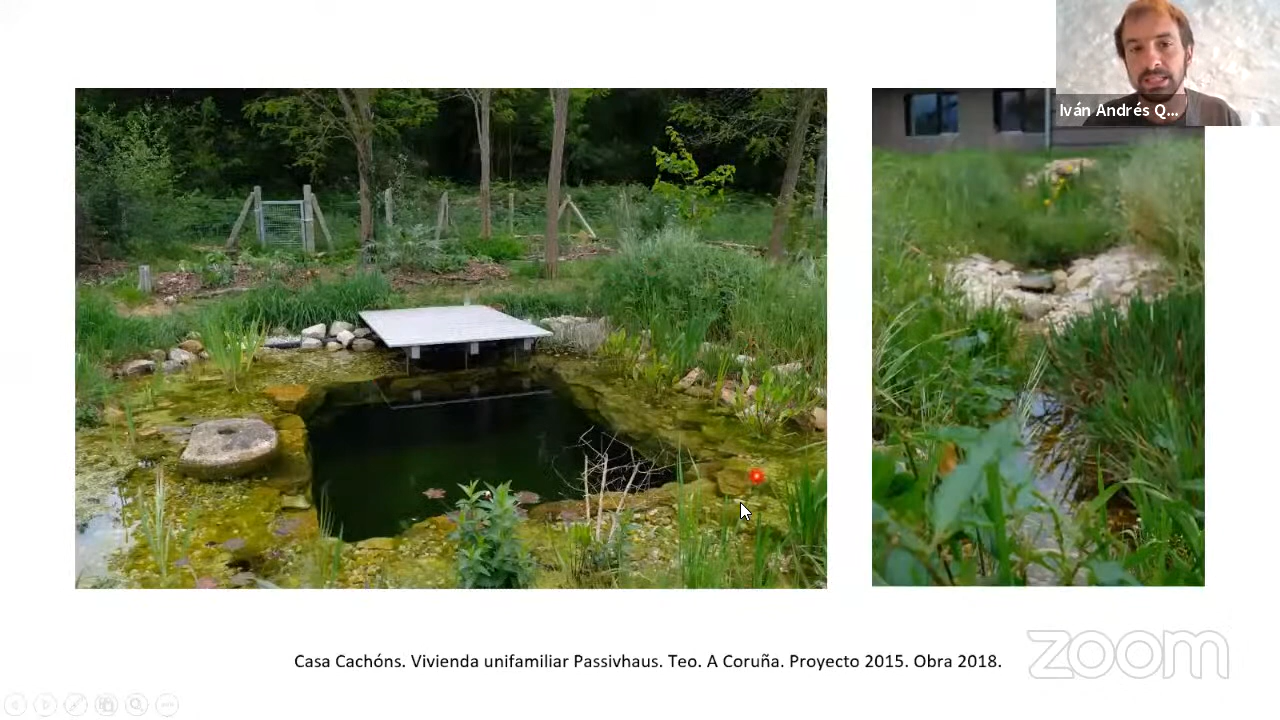 Iván Andrés Q...
Casa Cachóns. Vivienda unifamiliar Passivhaus. Teo. A Coruña. Proyecto 2015. Obra 2018.
zoom